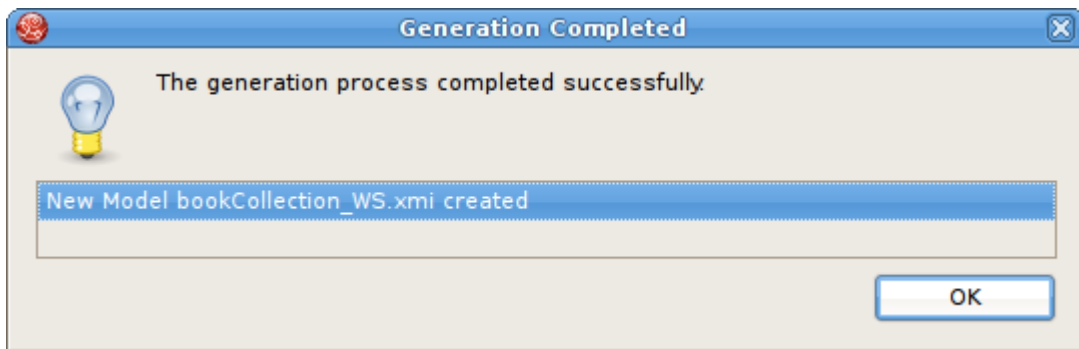 Generation Completed
The generation process completed successfully.
New Model bookCollection_WS.xmi created
OK